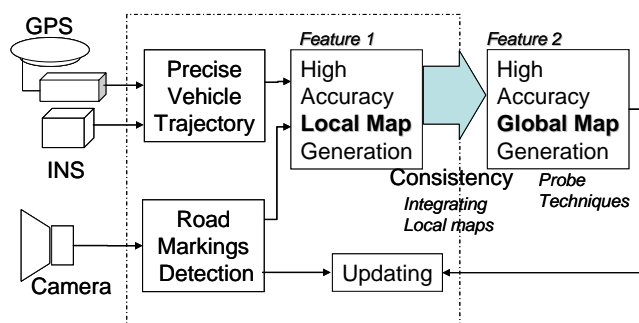 GPS
INS
Camera
Precise
Vehicle
Trajectory
Road
Markings
Detection
Feature 1
High
Accuracy
Local Map
Generation
Consistency
Integrating
Local maps
Updating
Feature 2
High
Accuracy
Global Map
Generation
Probe
Techniques